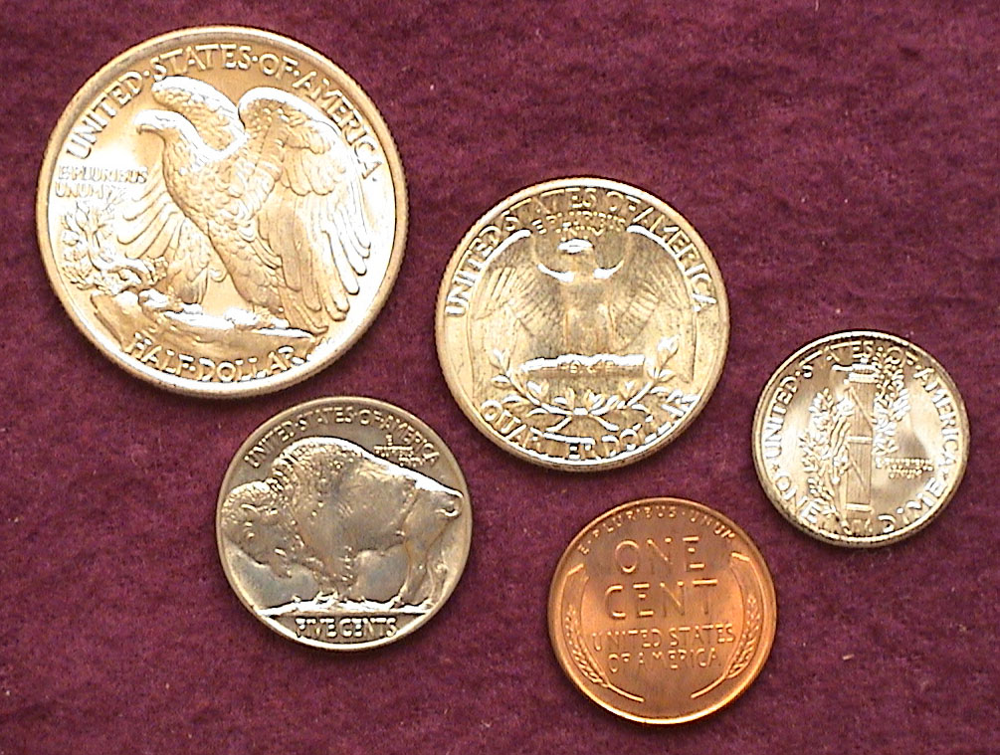 UNITED·STATES·OF·AMERICA
E·PLURIBUS
UNUM
HALF·DOLLAR
UNITED·STATES OF AMERICA
E·PLURIBUS
QUARTER DOLLAR
UNITED·STATES·OF·AMERICA
E·PLURIBUS
UNUM
ONE
DIME
UNITED·STATES·OF·AMERICA
E
PLURIBUS
UNUM
FIVE CENTS
E·PLURIBUS·UNUM
ONE
CENT
UNITED STATES
OF AMERICA